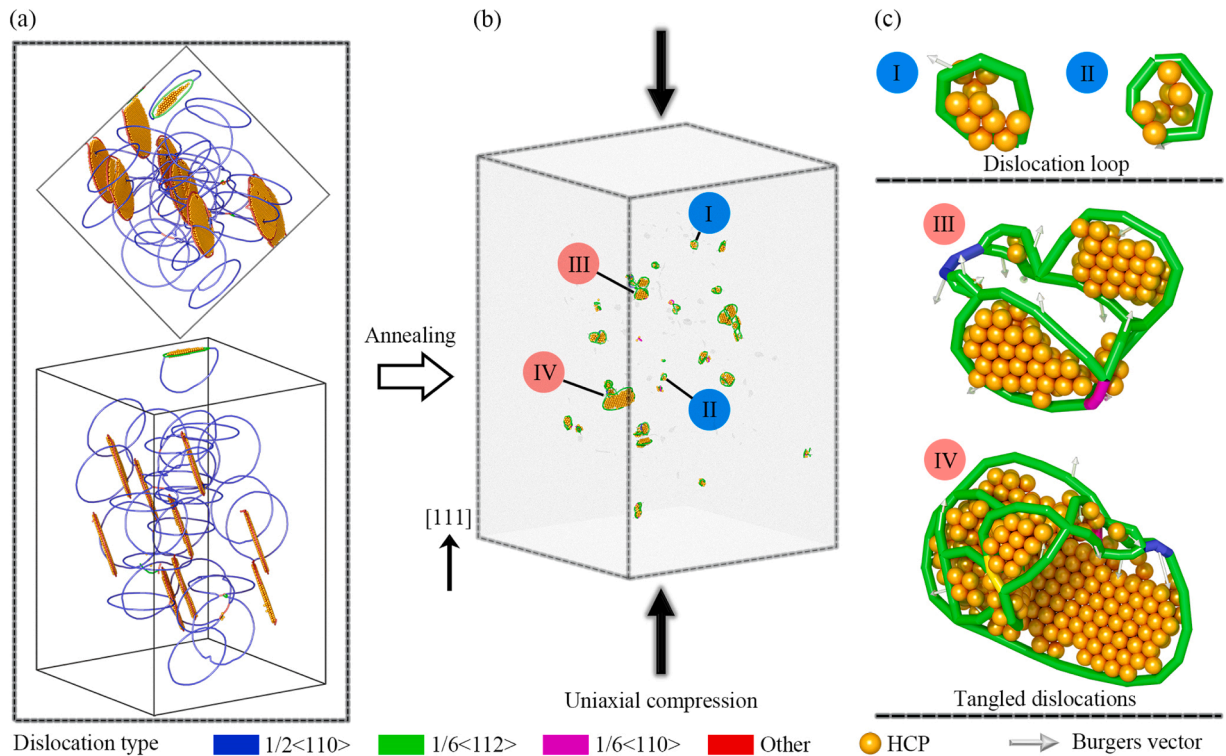 (a)
(b)
(c)
I
II
Dislocation loop
I
III
III
Annealing
IV
II
IV
[111]
Uniaxial compression
Tangled dislocations
Dislocation type
1/2<110>
1/6<112>
1/6<110>
Other
HCP
Burgers vector